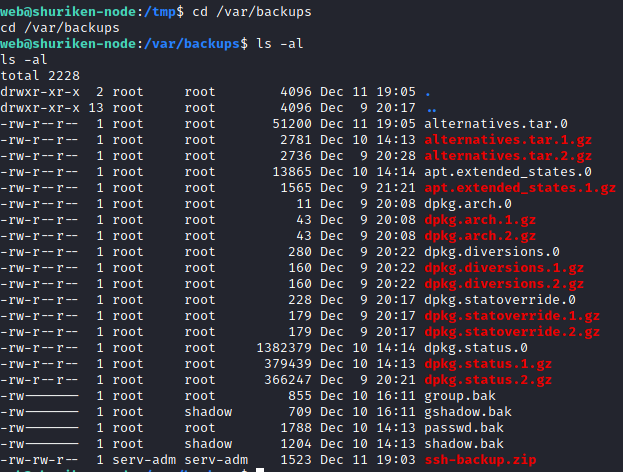 web@shuriken-node:/tmp$ cd /var/backups
cd /var/backups
web@shuriken-node:/var/backups$ ls -al
ls -al
total 2228
drwxr-xr-x  2 root     root        4096 Dec 11 19:05 .
drwxr-xr-x 13 root     root        4096 Dec  9 20:17 ..
-rw-r--r--  1 root     root       51200 Dec 11 19:05 alternatives.tar.0
-rw-r--r--  1 root     root        2781 Dec 10 14:13 alternatives.tar.1.gz
-rw-r--r--  1 root     root        2736 Dec  9 20:28 alternatives.tar.2.gz
-rw-r--r--  1 root     root       13865 Dec 10 14:14 apt.extended_states.0
-rw-r--r--  1 root     root        1565 Dec  9 21:21 apt.extended_states.1.gz
-rw-r--r--  1 root     root          11 Dec  9 20:08 dpkg.arch.0
-rw-r--r--  1 root     root          43 Dec  9 20:08 dpkg.arch.1.gz
-rw-r--r--  1 root     root          43 Dec  9 20:08 dpkg.arch.2.gz
-rw-r--r--  1 root     root         280 Dec  9 20:22 dpkg.diversions.0
-rw-r--r--  1 root     root         160 Dec  9 20:22 dpkg.diversions.1.gz
-rw-r--r--  1 root     root         160 Dec  9 20:22 dpkg.diversions.2.gz
-rw-r--r--  1 root     root         228 Dec  9 20:17 dpkg.statoverride.0
-rw-r--r--  1 root     root         179 Dec  9 20:17 dpkg.statoverride.1.gz
-rw-r--r--  1 root     root         179 Dec  9 20:17 dpkg.statoverride.2.gz
-rw-r--r--  1 root     root     1382379 Dec 10 14:14 dpkg.status.0
-rw-r--r--  1 root     root      379439 Dec 10 14:13 dpkg.status.1.gz
-rw-r--r--  1 root     root      366247 Dec  9 20:21 dpkg.status.2.gz
-rw-------  1 root     root         855 Dec 10 16:11 group.bak
-rw-------  1 root     shadow       709 Dec 10 16:11 gshadow.bak
-rw-------  1 root     root        1788 Dec 10 14:13 passwd.bak
-rw-------  1 root     shadow      1204 Dec 10 14:13 shadow.bak
-rw-rw-r--  1 serv-adm serv-adm    1523 Dec 11 19:03 ssh-backup.zip